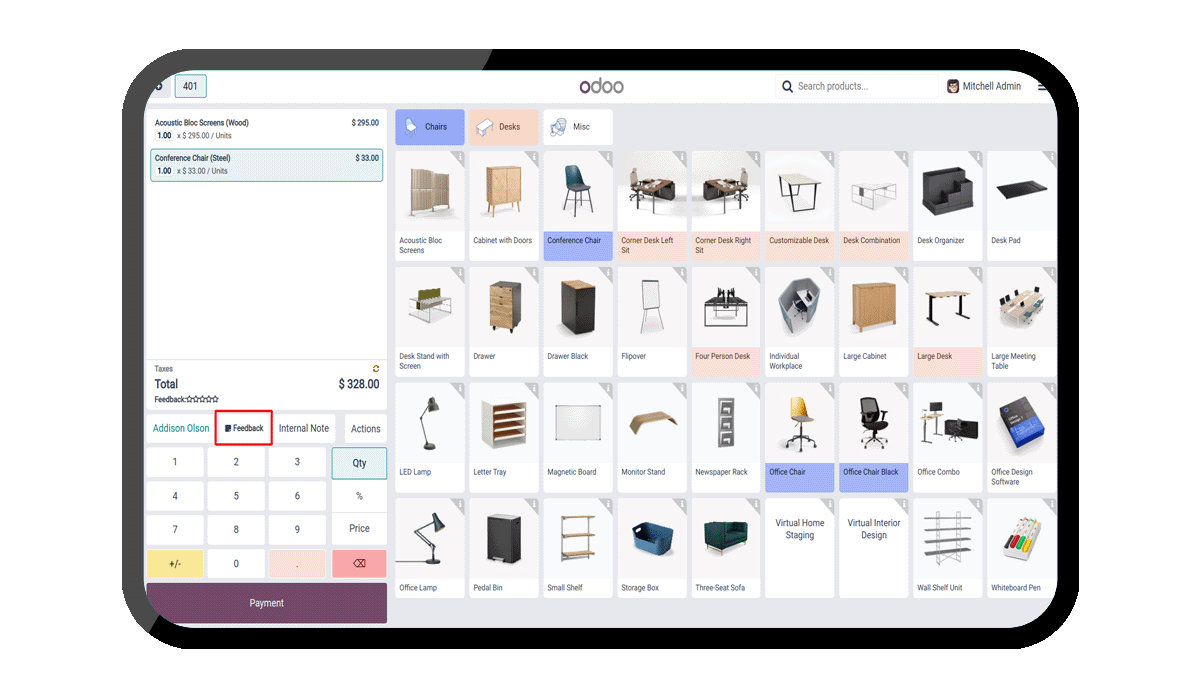 401
odoo
Search products...
Mitchell Admin
Acoustic Bloc Screens (Wood)
$ 295.00
1.00 x $ 295.00 / Units
Conference Chair (Steel)
$ 33.00
1.00 x $ 33.00 / Units
Taxes
Total
$ 328.00
Feedback:
Addison Olson
Feedback
Internal Note
Actions
1
2
3
Qty
4
5
6
%
7
8
9
Price
+/-
0
.
Payment
Chairs
Desks
Misc
Acoustic Bloc
Screens
Cabinet with Doors
Conference Chair
Corner Desk Left
Sit
Corner Desk Right
Sit
Customizable Desk
Desk Combination
Desk Organizer
Desk Pad
Desk Stand with
Screen
Drawer
Drawer Black
Flipover
Four Person Desk
Individual
Workplace
Large Cabinet
Large Desk
Large Meeting
Table
LED Lamp
Letter Tray
Magnetic Board
Monitor Stand
Newspaper Rack
Office Chair
Office Chair Black
Office Combo
Office Design
Software
Office Lamp
Pedal Bin
Small Shelf
Storage Box
Three-Seat Sofa
Virtual Home
Staging
Virtual Interior
Design
Wall Shelf Unit
Whiteboard Pen